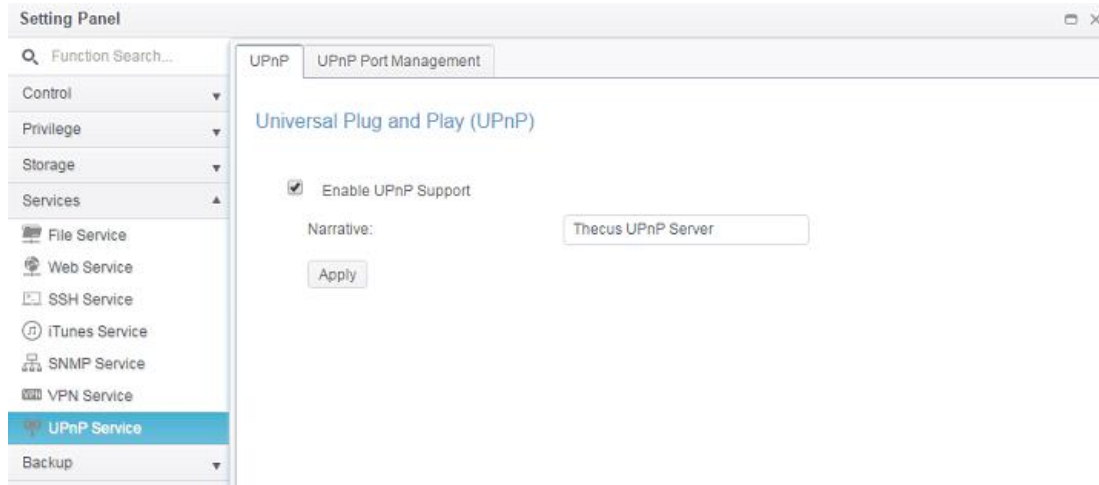 Setting Panel
Function Search...
Control
Privilege
Storage
Services
File Service
Web Service
SSH Service
iTunes Service
SNMP Service
VPN Service
UPnP Service
Backup
UPnP UPnP Port Management
Universal Plug and Play (UPnP)
Enable UPnP Support
Narrative: Thecus UPnP Server
Apply